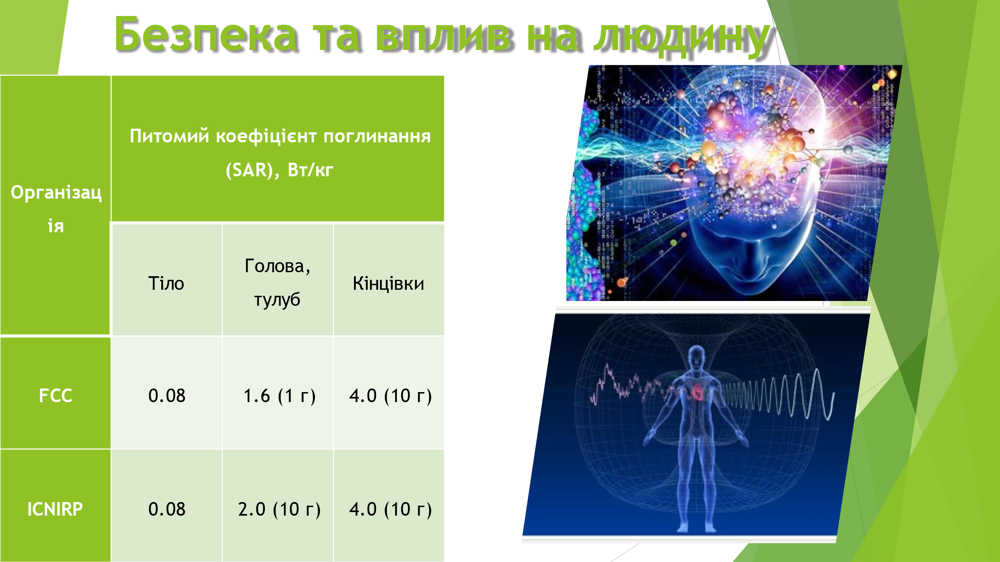 Безпека та вплив на людину
Організац
ія
Питомий коефіцієнт поглинання
(SAR), Вт/кг
Тіло
Голова,
тулуб
Кінцівки
FCC
0.08
1.6 (1 г)
4.0 (10 г)
ICNIRP
0.08
2.0 (10 г)
4.0 (10 г)